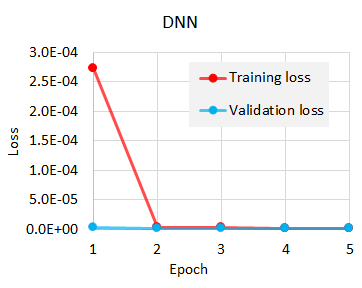 DNN
3.0E-04
2.5E-04
2.0E-04
1.5E-04
1.0E-04
5.0E-05
0.0E+00
Loss
Training loss
Validation loss
1 2 3 4 5
Epoch